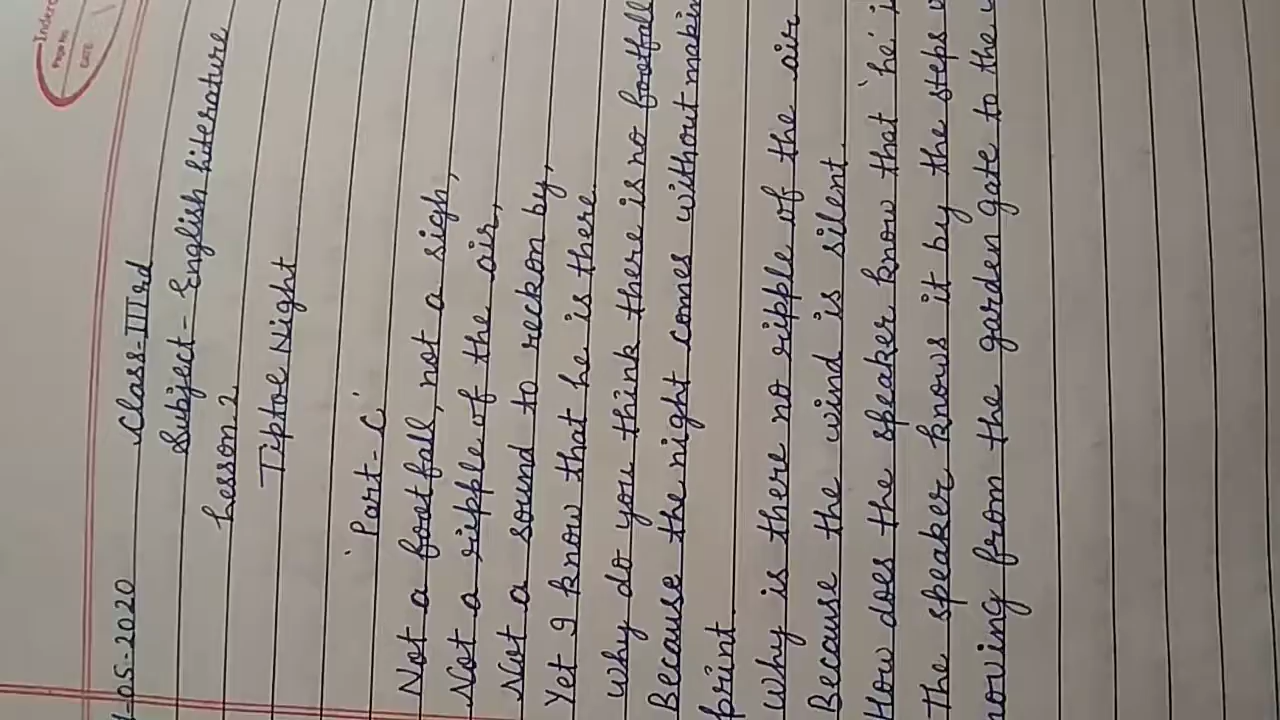 Page No.
DATE
-05-2020 Class-IIIrd
Subject- English Literature
Lesson.2
Tiptoe Night
'Part-C'
Not a footfall, not a sigh,
Not a ripple of the air,
Not a sound to reckon by,
Yet I know that he is there.
Why do you think there is no footfall
Because the night comes without
print.
Why is there no ripple of the air
Because the wind is silent.
How does the speaker know that 'he'
The speaker knows it by the steps
from the garden gate to the